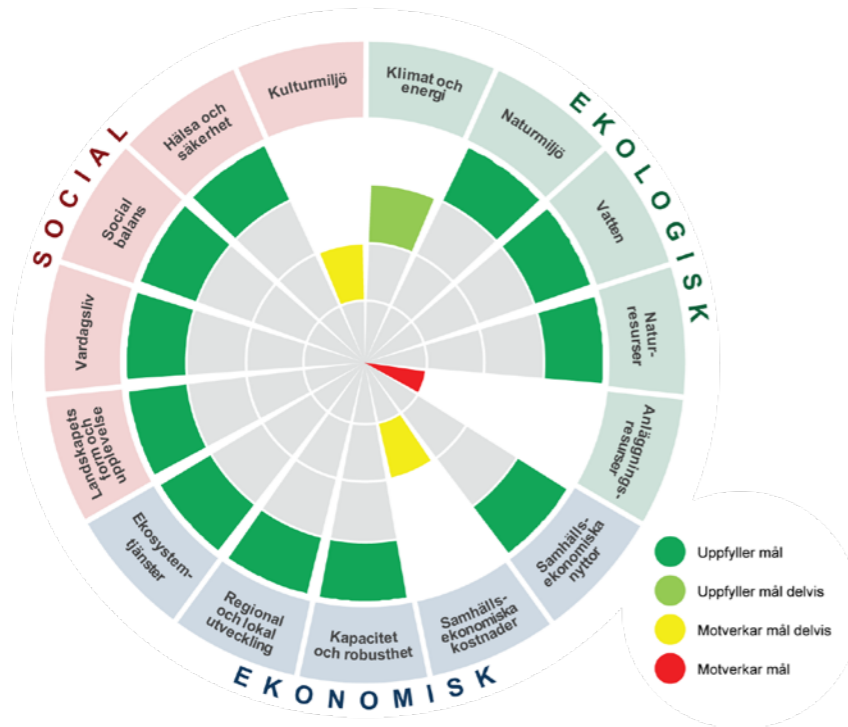 SOCIAL
EKOLOGISK
EKONOMISK
Kulturmiljö
Klimat och
energi
Naturmiljö
Vatten
Natur-
resurser
Anläggnings-
resurser
Samhälls-
ekonomiska
nyttor
Samhälls-
ekonomiska
kostnader
Kapacitet
och robusthet
Regional
och lokal
utveckling
Ekosystem-
tjänster
Landskapets
form och
upplevelse
Vardagsliv
Social
balans
Hälsa och
säkerhet
Uppfyller mål
Uppfyller mål delvis
Motverkar mål delvis
Motverkar mål